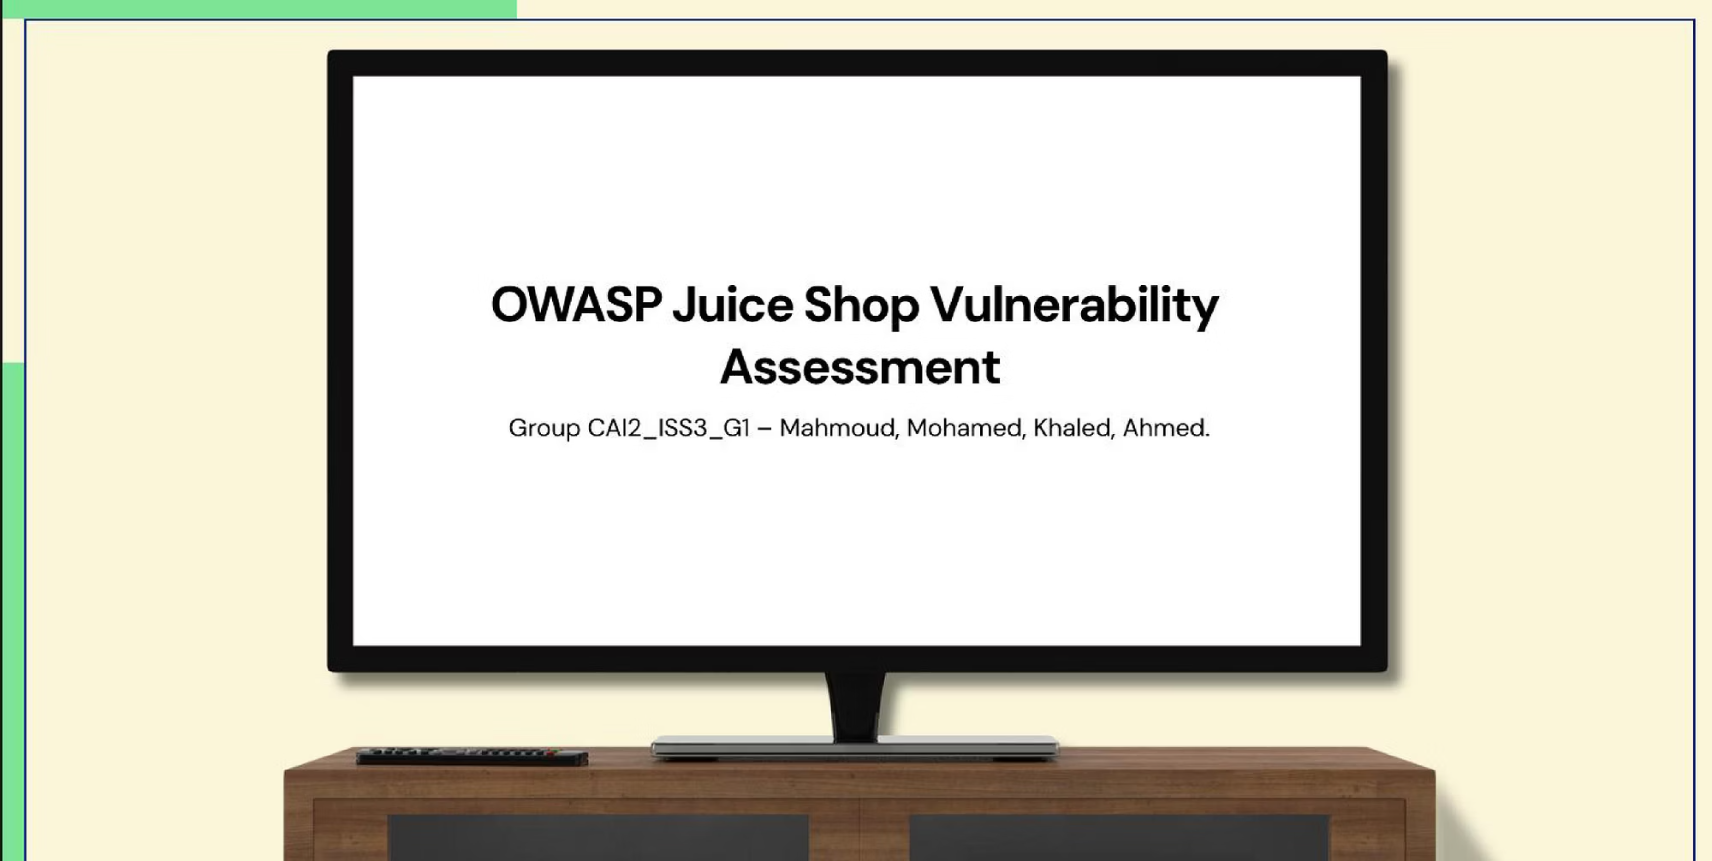 OWASP Juice Shop Vulnerability
Assessment
Group CAI2_ISS3_G1 – Mahmoud, Mohamed, Khaled, Ahmed.